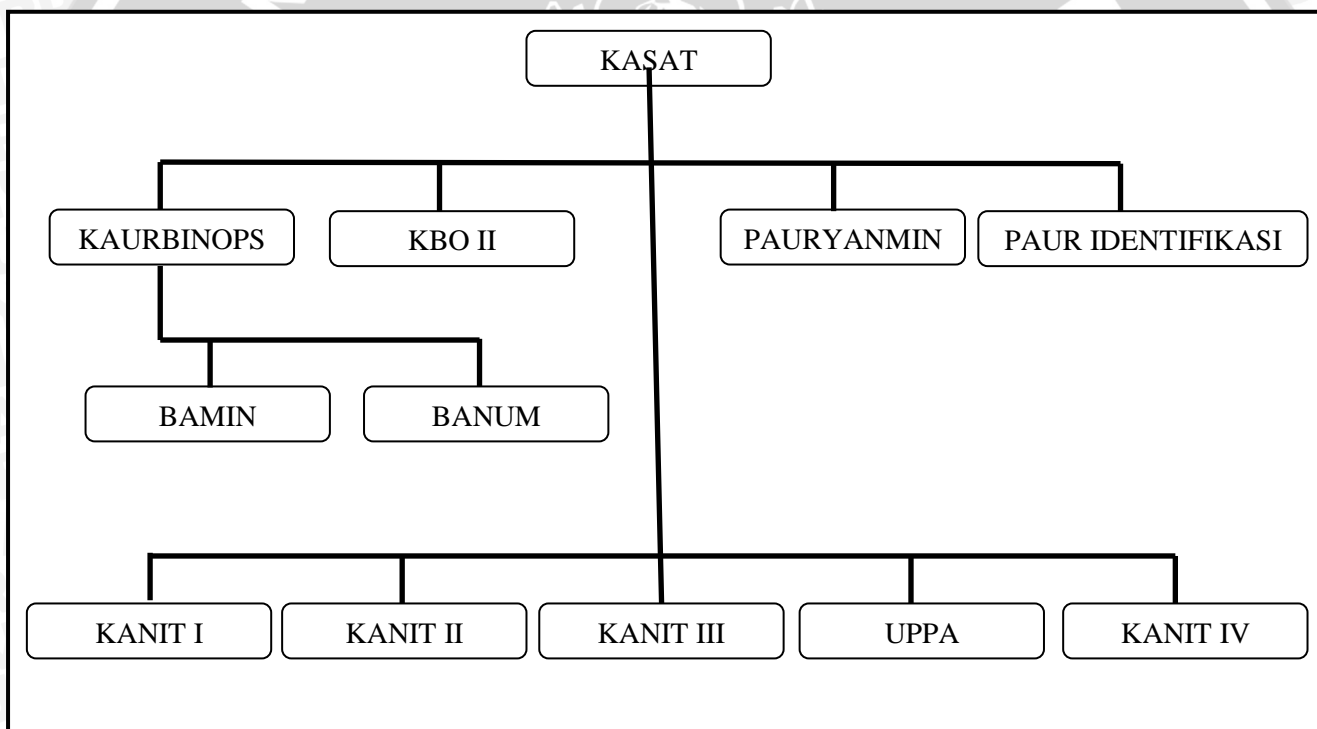 KASAT
KAURBINOPS
KBO II
PAURYANMIN
PAUR IDENTIFIKASI
BAMIN
BANUM
KANIT I
KANIT II
KANIT III
UPPA
KANIT IV